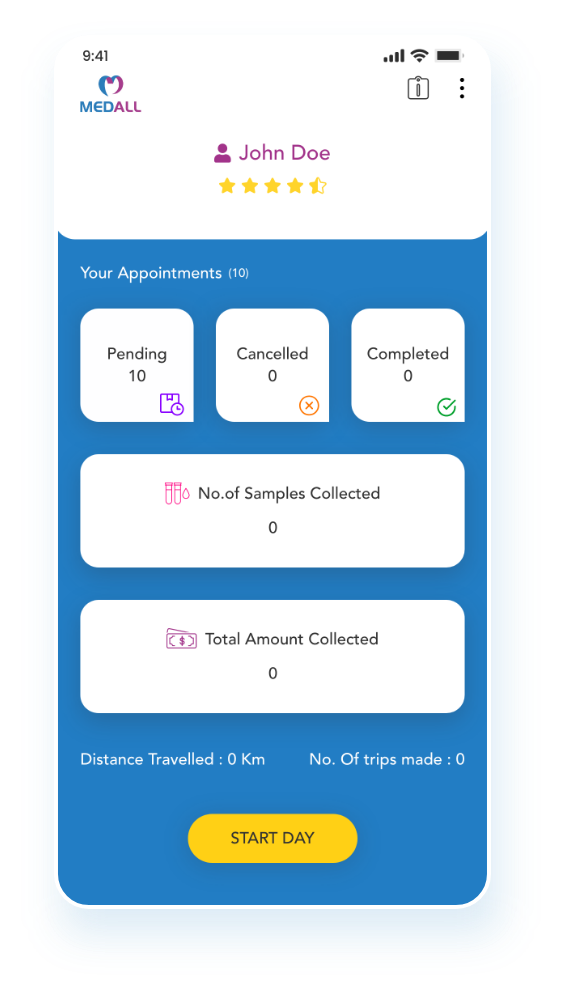 9:41
MEDALL
John Doe
Your Appointments (10)
Pending
10
Cancelled
0
Completed
0
No.of Samples Collected
0
Total Amount Collected
0
Distance Travelled : 0 Km
No. Of trips made : 0
START DAY